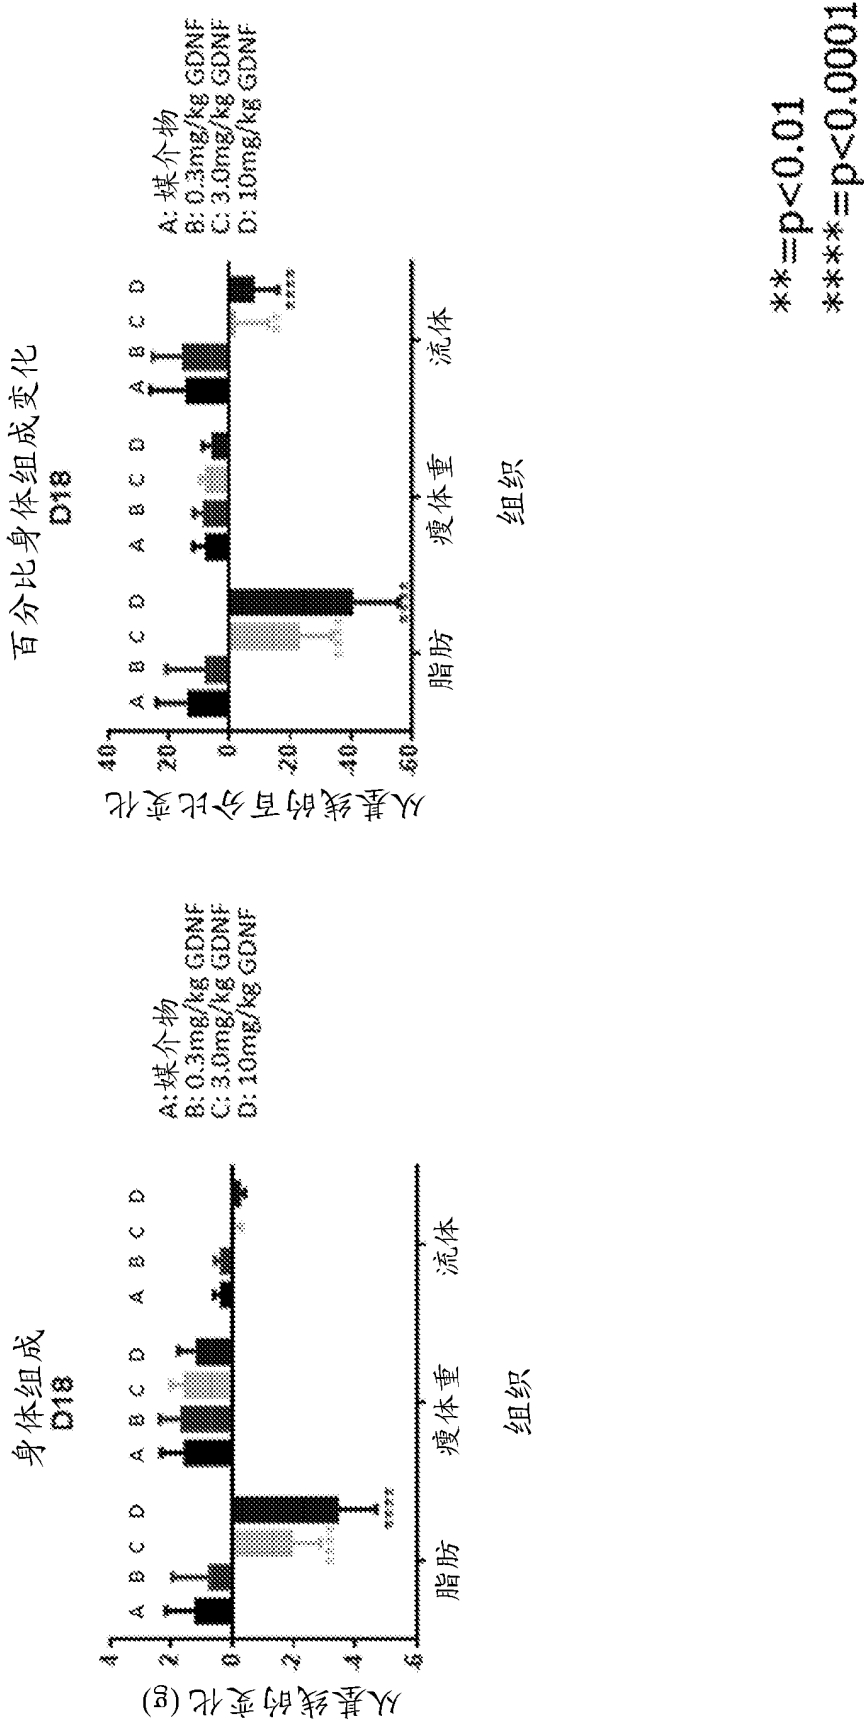 身体组成
D18
A:媒介物
B: 0.3mg/kg GDNF
C: 3.0mg/kg GDNF
D: 10mg/kg GDNF
从基线的变化 (g)
4
2
0
-2
-4
-6
A B C D A B C D A B C D
****
脂肪 瘦体重 流体
组织
百分比身体组成变化
D18
A: 媒介物
B: 0.3mg/kg GDNF
C: 3.0mg/kg GDNF
D: 10mg/kg GDNF
从基线的百分比变化
40
20
0
-20
-40
-60
A B C D A B C D A B C D
****
****
脂肪 瘦体重 流体
组织
**=p<0.01
****=p<0.0001